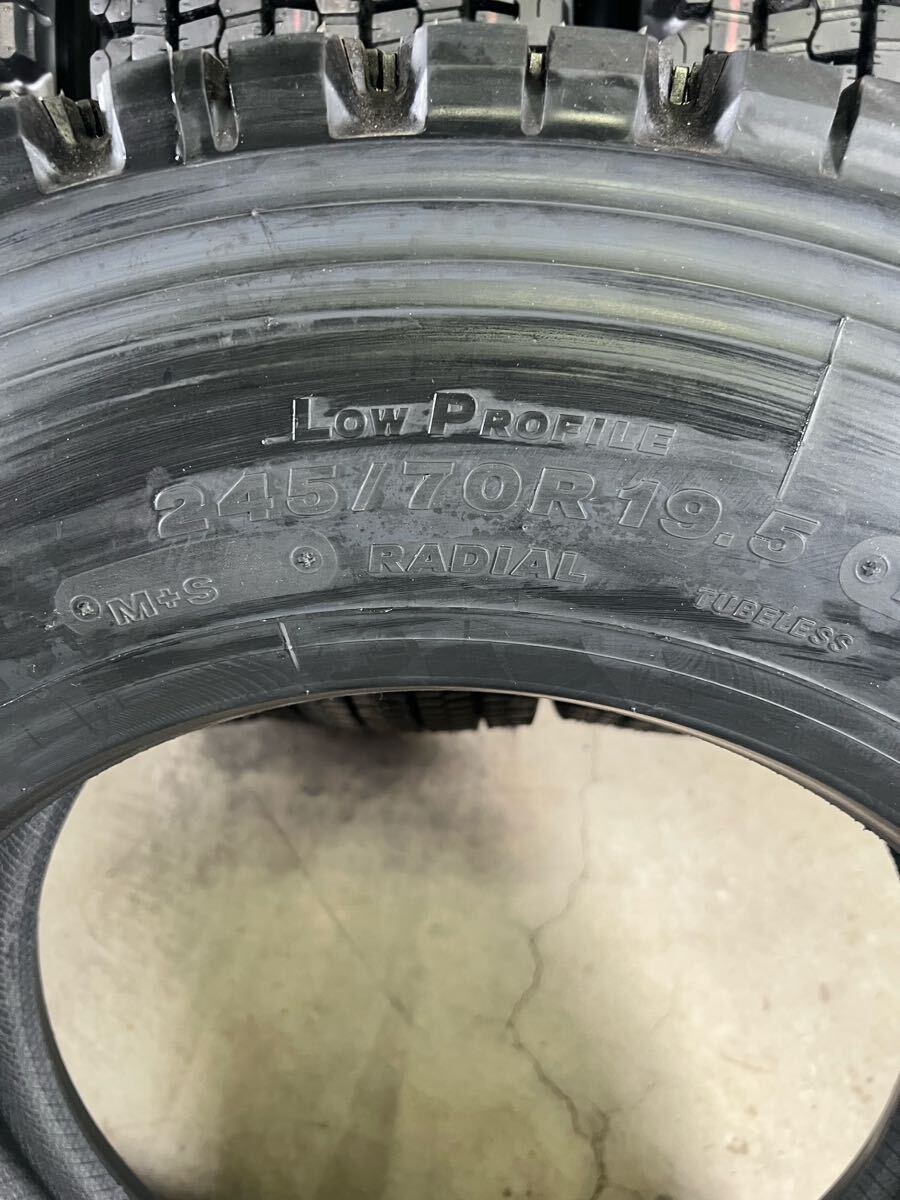 LOW PROFILE
245/70R19.5
RADIAL
M+S
TUBELESS